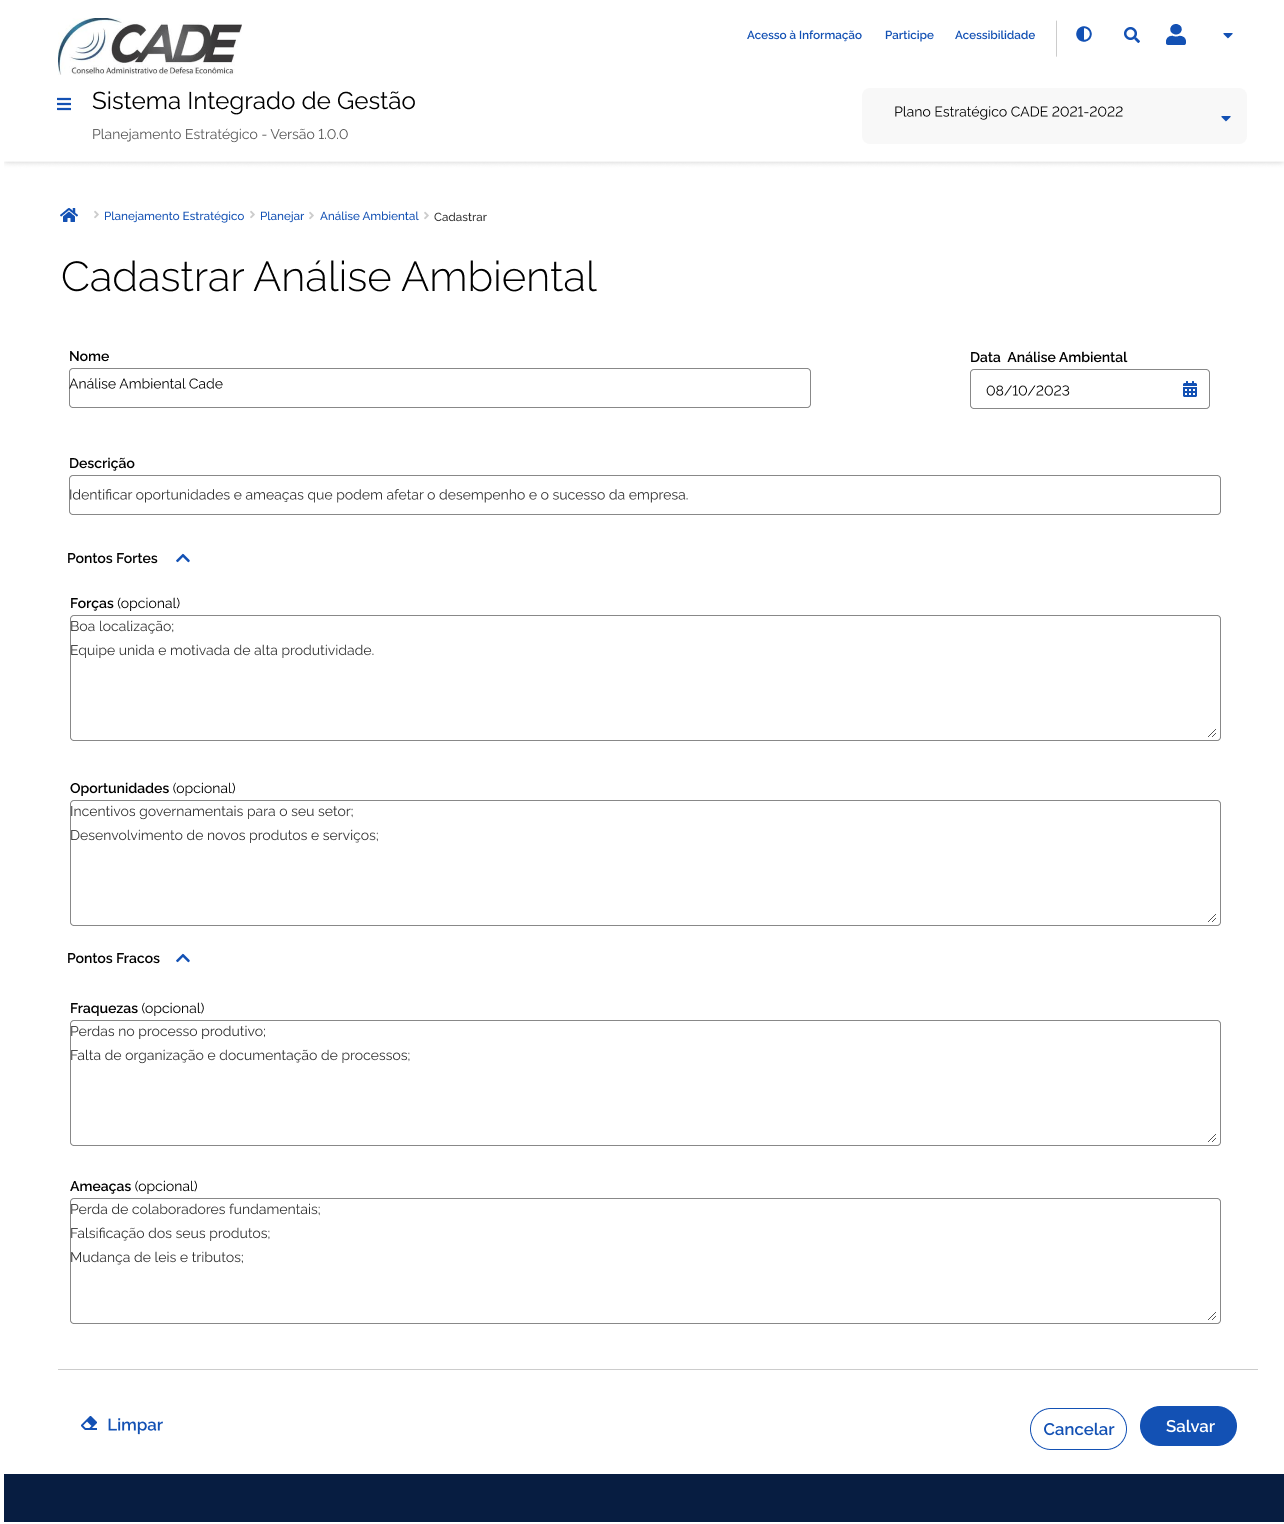 CADE
Conselho Administrativo de Defesa Econômica
Acesso à Informação
Participe
Acessibilidade
Sistema Integrado de Gestão
Planejamento Estratégico - Versão 1.0.0
Plano Estratégico CADE 2021-2022
Planejamento Estratégico
Planejar
Análise Ambiental
Cadastrar
Cadastrar Análise Ambiental
Nome
Análise Ambiental Cade
Data  Análise Ambiental
08/10/2023
Descrição
Identificar oportunidades e ameaças que podem afetar o desempenho e o sucesso da empresa.
Pontos Fortes
Forças (opcional)
Boa localização;
Equipe unida e motivada de alta produtividade.
Oportunidades (opcional)
Incentivos governamentais para o seu setor;
Desenvolvimento de novos produtos e serviços;
Pontos Fracos
Fraquezas (opcional)
Perdas no processo produtivo;
Falta de organização e documentação de processos;
Ameaças (opcional)
Perda de colaboradores fundamentais;
Falsificação dos seus produtos;
Mudança de leis e tributos;
Limpar
Cancelar
Salvar